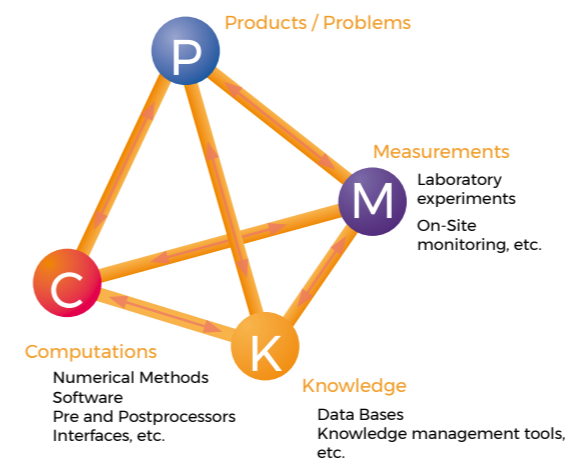 Products / Problems
P
Measurements
M
Laboratory
experiments
On-Site
monitoring, etc.
C
K
Computations
Numerical Methods
Software
Pre and Postprocessors
Interfaces, etc.
Knowledge
Data Bases
Knowledge management tools,
etc.